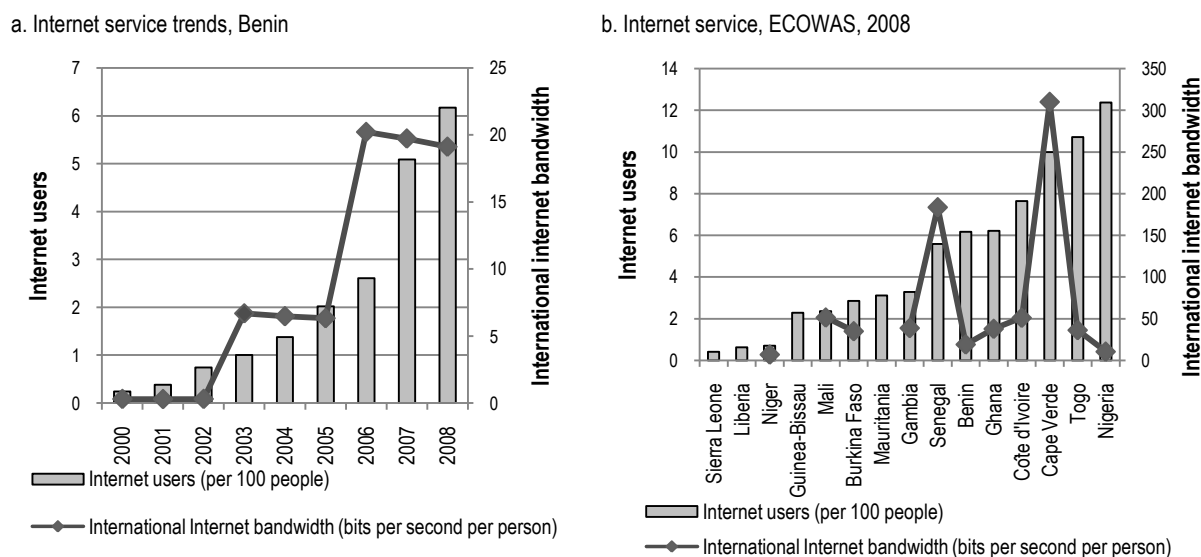 a. Internet service trends, Benin
7
6
5
4
3
2
1
0
Internet users
25
20
15
10
5
0
International internet bandwidth
2000
2001
2002
2003
2004
2005
2006
2007
2008
Internet users (per 100 people)
International Internet bandwidth (bits per second per person)
b. Internet service, ECOWAS, 2008
14
12
10
8
6
4
2
0
Internet users
350
300
250
200
150
100
50
0
International internet bandwidth
Sierra Leone
Liberia
Niger
Guinea-Bissau
Mali
Burkina Faso
Mauritania
Gambia
Senegal
Benin
Ghana
Côte d'Ivoire
Cape Verde
Togo
Nigeria
Internet users (per 100 people)
International Internet bandwidth (bits per second per person)